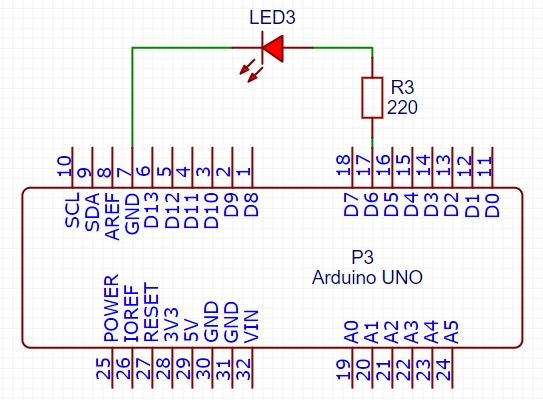 LED3
R3
220
10 9 8 7 6 5 4 3 2 1 18 17 16 15 14 13 12 11
SCL SDA AREF GND D13 D12 D11 D10 D9 D8 D7 D6 D5 D4 D3 D2 D1 D0
P3
Arduino UNO
POWER IOREF RESET 3V3 5V GND GND VIN A0 A1 A2 A3 A4 A5
25 26 27 28 29 30 31 32 19 20 21 22 23 24